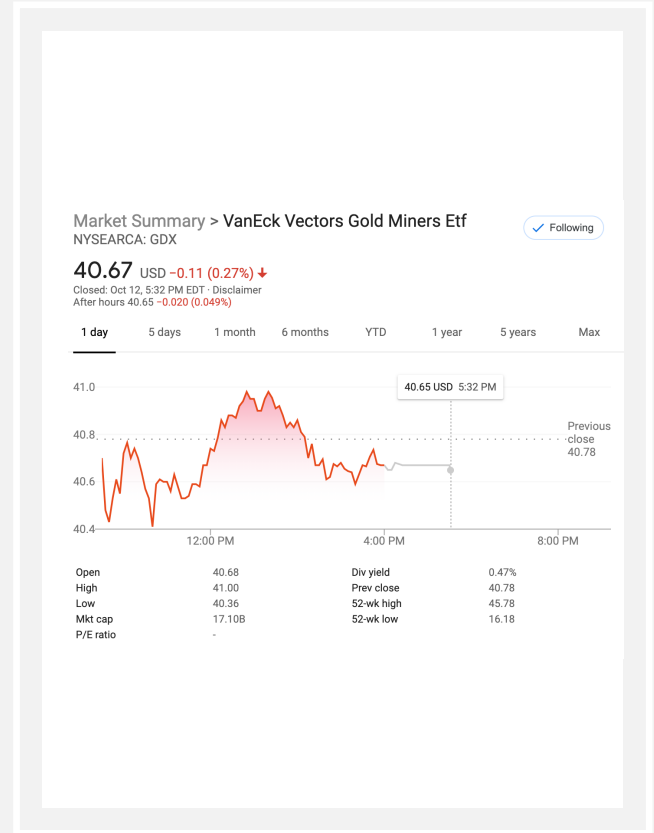 Market Summary > VanEck Vectors Gold Miners Etf
Following
NYSEARCA: GDX
40.67 USD −0.11 (0.27%)
Closed: Oct 12, 5:32 PM EDT · Disclaimer
After hours 40.65 −0.020 (0.049%)
1 day 5 days 1 month 6 months YTD 1 year 5 years Max
40.65 USD 5:32 PM
41.0
40.8
40.6
40.4
Previous
close
40.78
12:00 PM 4:00 PM 8:00 PM
Open 40.68 Div yield 0.47%
High 41.00 Prev close 40.78
Low 40.36 52-wk high 45.78
Mkt cap 17.10B 52-wk low 16.18
P/E ratio -